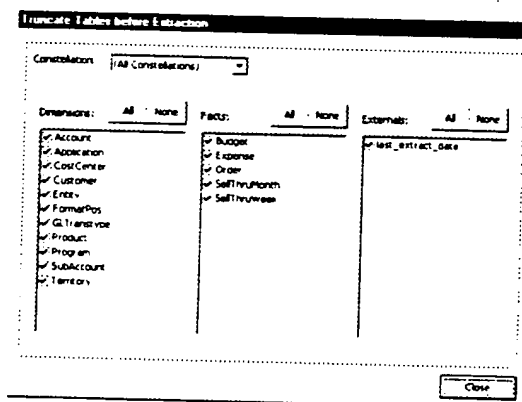 Truncate Tables before Extraction
Constellation: (All Constellations)
Dimensions: All None
Account
Application
CostCenter
Customer
Entity
FormatPos
GLTranstype
Product
Program
SubAccount
Territory
Facts: All None
Budget
Expense
Order
SellThruMonth
SellThruWeek
Externals: All None
last_extract_date
Close